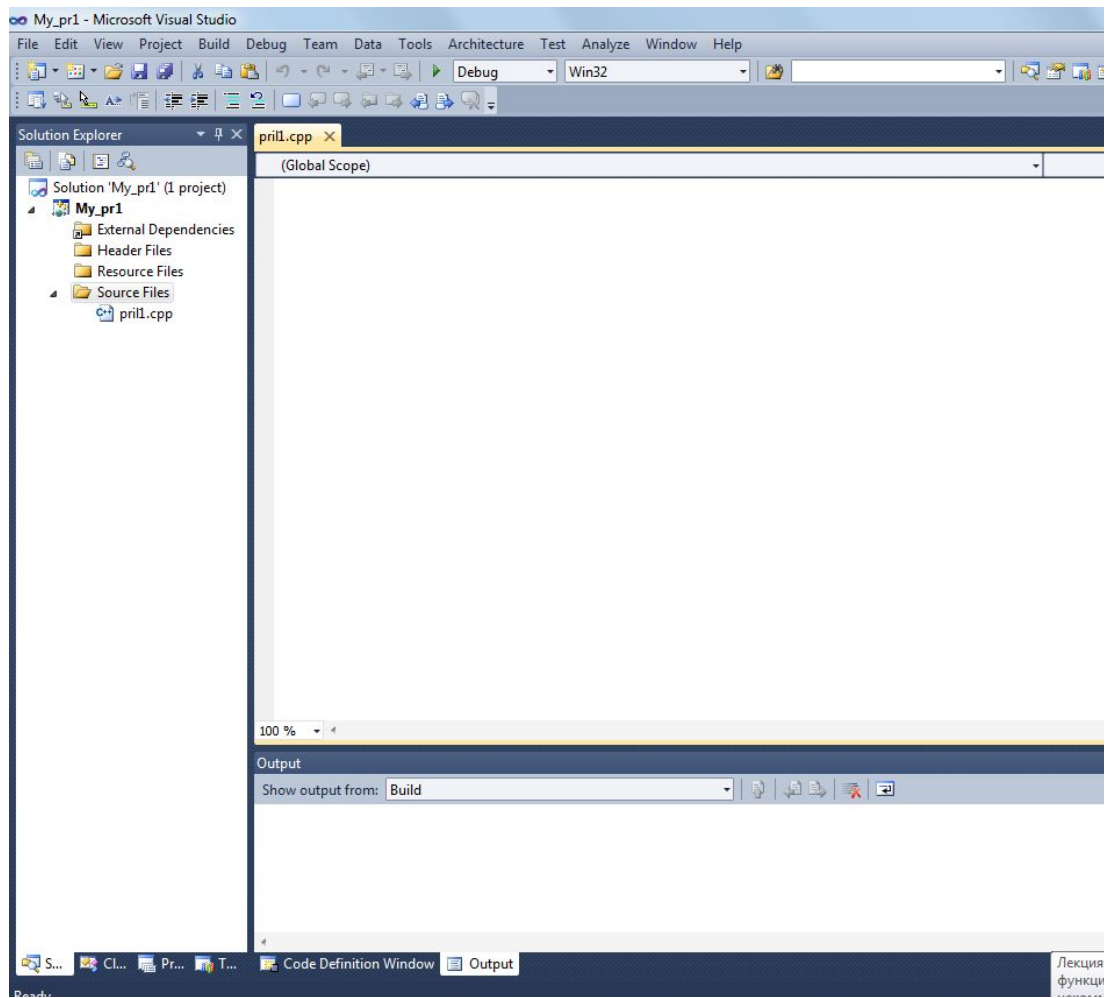 My_pr1 - Microsoft Visual Studio
File Edit View Project Build Debug Team Data Tools Architecture Test Analyze Window Help
Debug Win32
Solution Explorer
pril1.cpp
(Global Scope)
Solution 'My_pr1' (1 project)
My_pr1
External Dependencies
Header Files
Resource Files
Source Files
pril1.cpp
100 %
Output
Show output from: Build
S... Cl... Pr... T... Code Definition Window Output
Лекция
функци
Ready